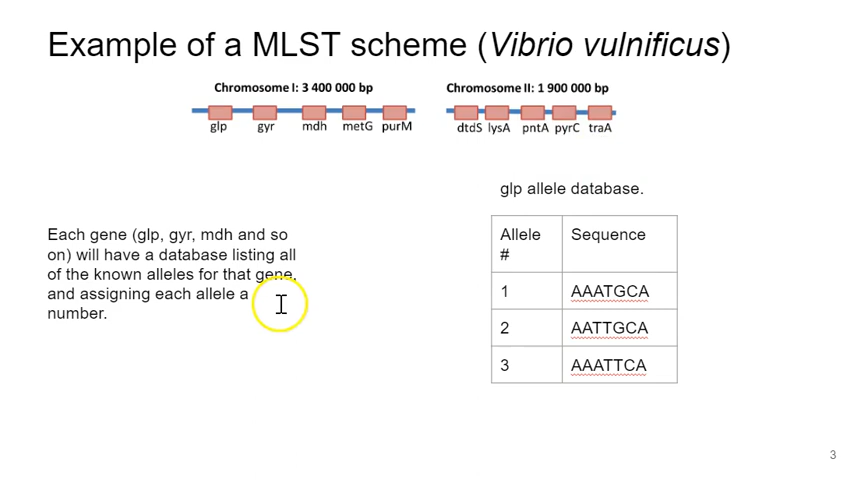 Example of a MLST scheme (Vibrio vulnificus)
Chromosome I: 3 400 000 bp
Chromosome II: 1 900 000 bp
glp gyr mdh metG purM
dtdS lysA pntA pyrC traA
glp allele database.
Each gene (glp, gyr, mdh and so
on) will have a database listing all
of the known alleles for that gene,
and assigning each allele a
number.
Allele # Sequence
1 AAATGCA
2 AATTGCA
3 AAATTCA
3